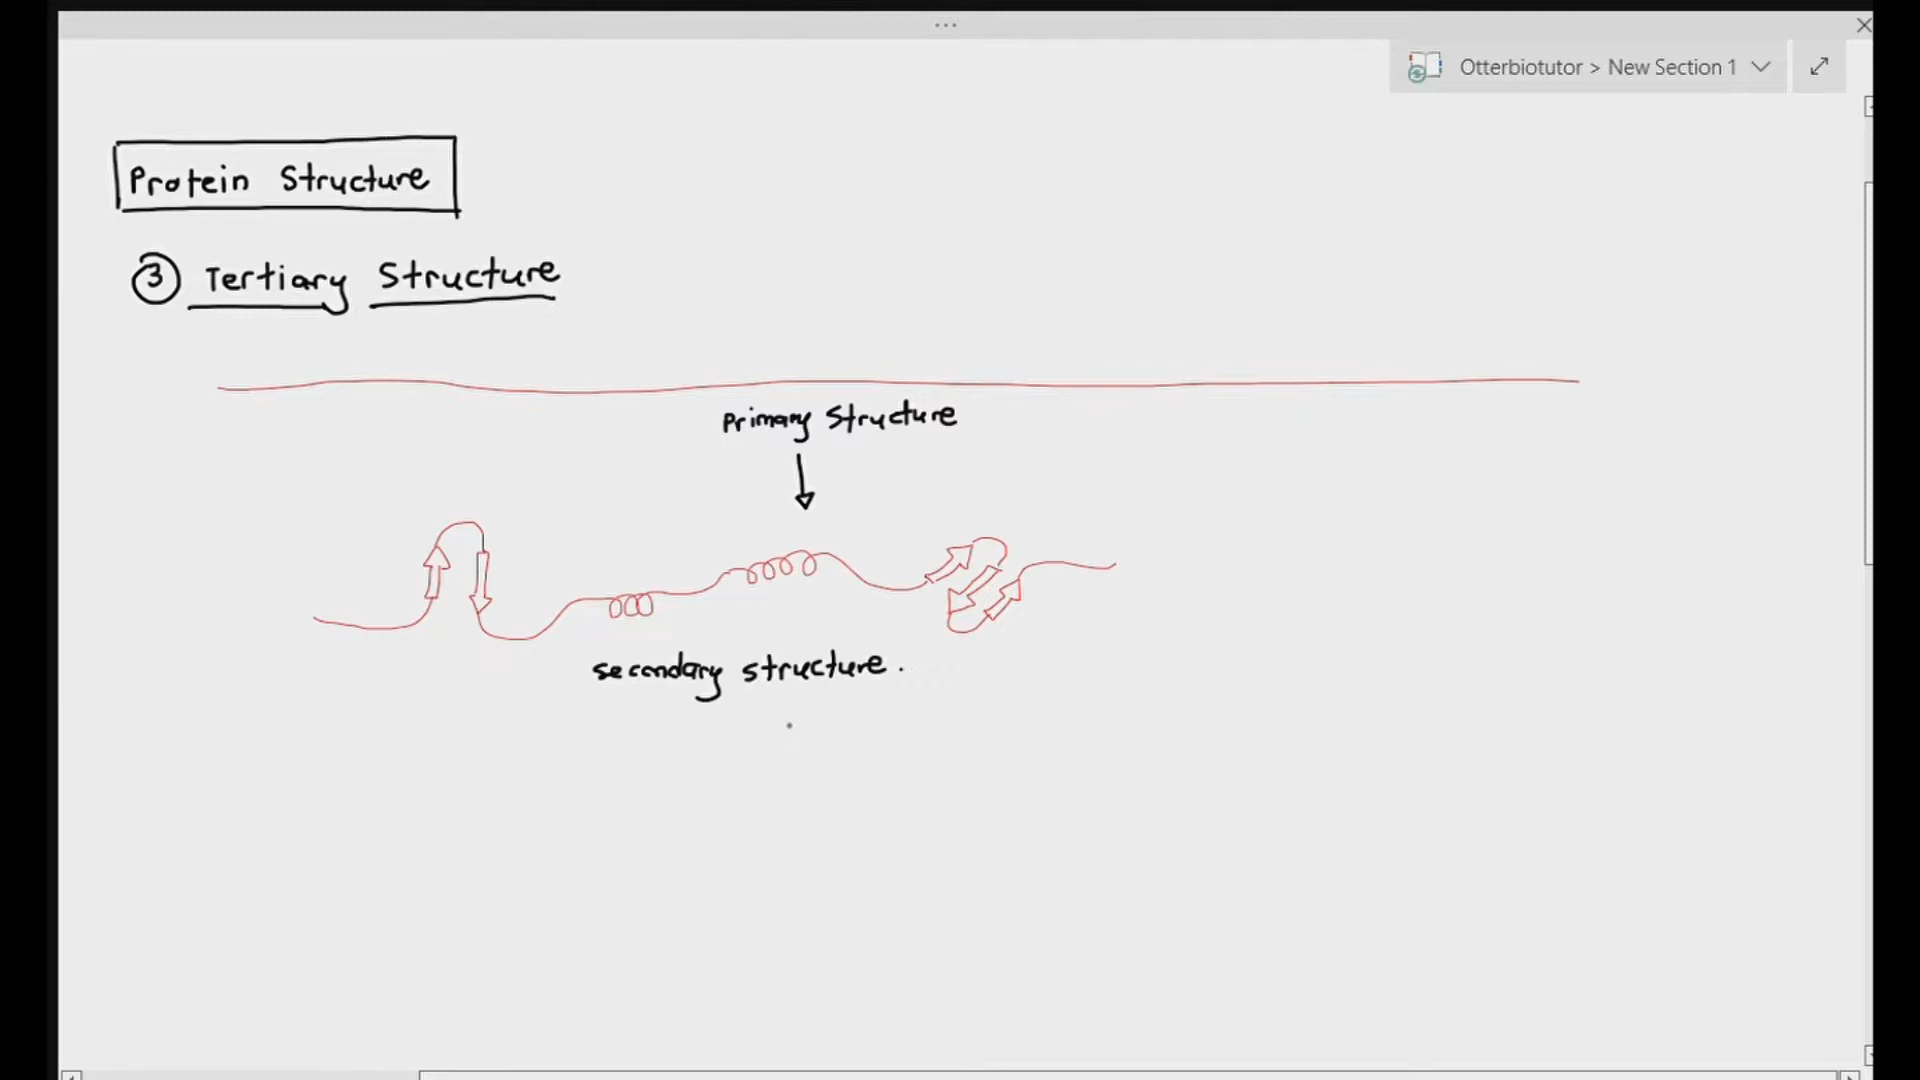 ...
Otterbiotutor > New Section 1
Protein Structure
3 Tertiary Structure
Primary Structure
secondary structure.